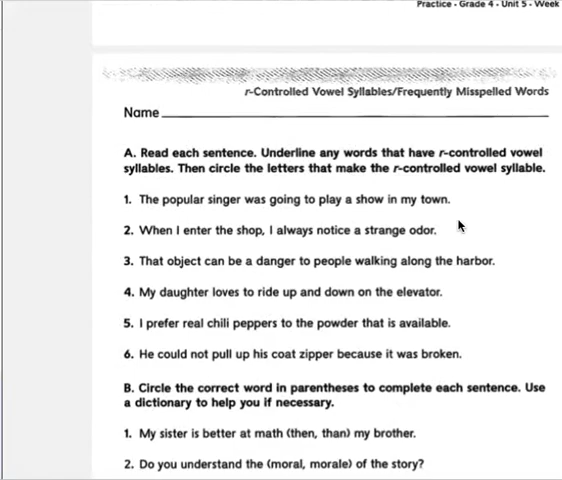 Practice • Grade 4 • Unit 5 • Week
r-Controlled Vowel Syllables/Frequently Misspelled Words
Name
A. Read each sentence. Underline any words that have r-controlled vowel
syllables. Then circle the letters that make the r-controlled vowel syllable.
1. The popular singer was going to play a show in my town.
2. When I enter the shop, I always notice a strange odor.
3. That object can be a danger to people walking along the harbor.
4. My daughter loves to ride up and down on the elevator.
5. I prefer real chili peppers to the powder that is available.
6. He could not pull up his coat zipper because it was broken.
B. Circle the correct word in parentheses to complete each sentence. Use
a dictionary to help you if necessary.
1. My sister is better at math (then, than) my brother.
2. Do you understand the (moral, morale) of the story?